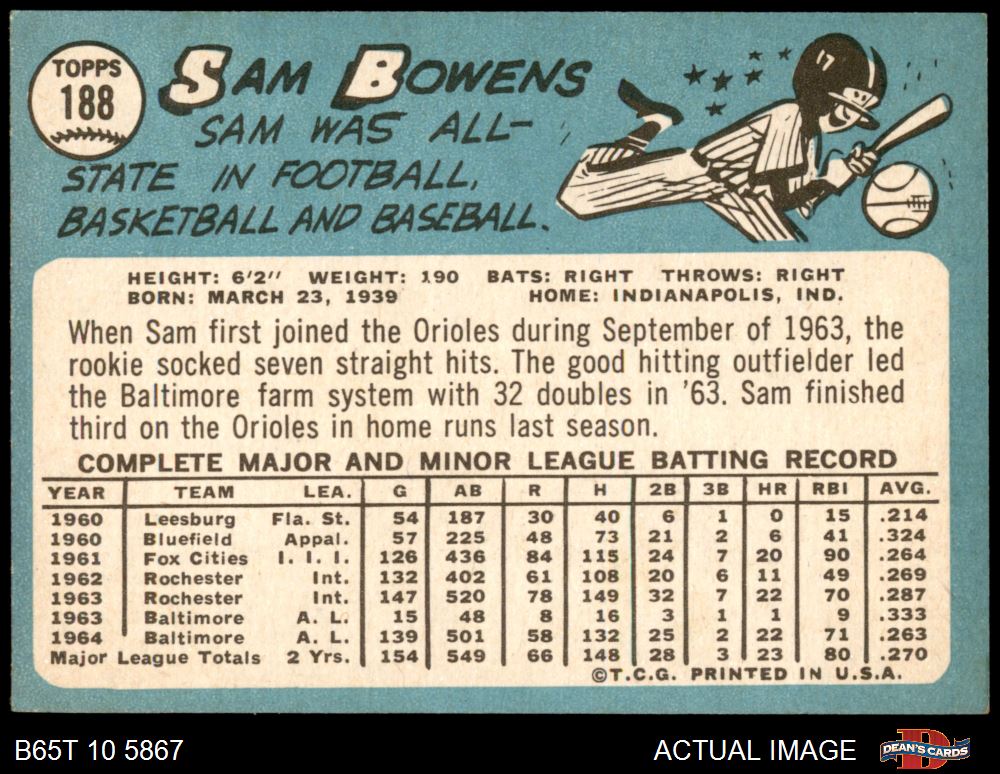 TOPPS
188
SAM BOWENS
SAM WAS ALL-
STATE IN FOOTBALL,
BASKETBALL AND BASEBALL.
17
HEIGHT: 6'2" WEIGHT: 190 BATS: RIGHT THROWS: RIGHT
BORN: MARCH 23, 1939 HOME: INDIANAPOLIS, IND.
When Sam first joined the Orioles during September of 1963, the
rookie socked seven straight hits. The good hitting outfielder led
the Baltimore farm system with 32 doubles in '63. Sam finished
third on the Orioles in home runs last season.
COMPLETE MAJOR AND MINOR LEAGUE BATTING RECORD
YEAR TEAM LEA. G AB R H 2B 3B HR RBI AVG.
1960 Leesburg Fla. St. 54 187 30 40 6 1 0 15 .214
1960 Bluefield Appal. 57 225 48 73 21 2 6 41 .324
1961 Fox Cities I. I. I. 126 436 84 115 24 7 20 90 .264
1962 Rochester Int. 132 402 61 108 20 6 11 49 .269
1963 Rochester Int. 147 520 78 149 32 7 22 70 .287
1963 Baltimore A. L. 15 48 8 16 3 1 1 9 .333
1964 Baltimore A. L. 139 501 58 132 25 2 22 71 .263
Major League Totals 2 Yrs. 154 549 66 148 28 3 23 80 .270
©T.C.G. PRINTED IN U.S.A.
B65T 10 5867 ACTUAL IMAGE DEAN'S CARDS